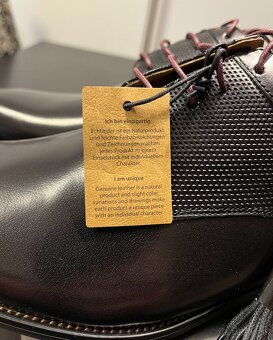 Ich bin einzigartig
Echtleder ist ein Naturprodukt
und leichte Farbabweichungen
und Zeichnungen machen
jedes Produkt zu einem
Einzelstück mit individuellem
Charakter.
I am unique
Genuine leather is a natural
product and slight color
variations and drawings make
each product a unique piece
with an individual character.